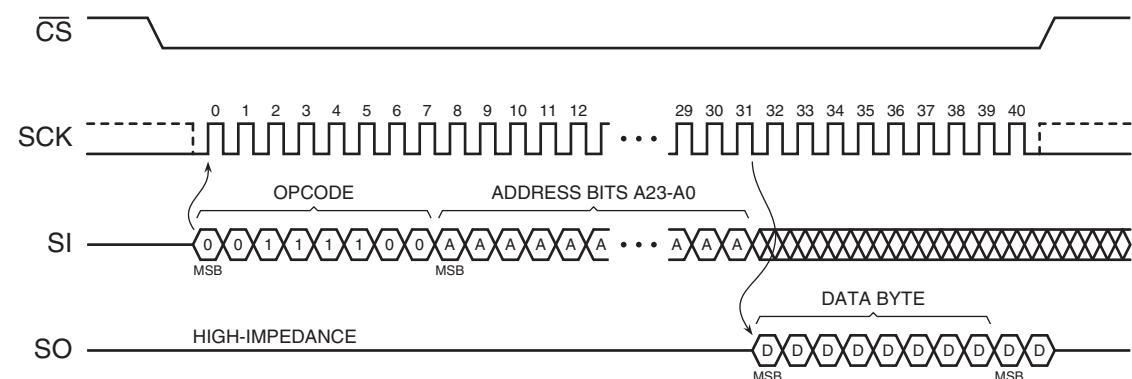 CS
0 1 2 3 4 5 6 7 8 9 10 11 12 29 30 31 32 33 34 35 36 37 38 39 40
SCK
OPCODE ADDRESS BITS A23-A0
SI 0 0 1 1 1 1 0 0 A A A A A A • • • A A A
MSB MSB
DATA BYTE
HIGH-IMPEDANCE
SO D D D D D D D D D D
MSB MSB